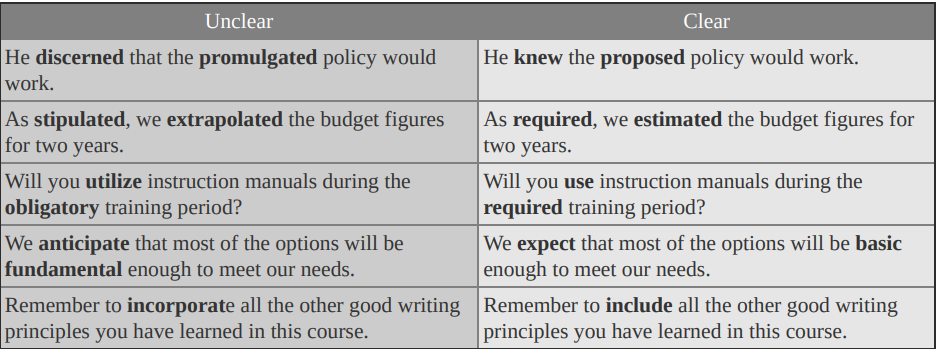 Unclear
Clear
He discerned that the promulgated policy would
work.
He knew the proposed policy would work.
As stipulated, we extrapolated the budget figures
for two years.
As required, we estimated the budget figures for
two years.
Will you utilize instruction manuals during the
obligatory training period?
Will you use instruction manuals during the
required training period?
We anticipate that most of the options will be
fundamental enough to meet our needs.
We expect that most of the options will be basic
enough to meet our needs.
Remember to incorporate all the other good writing
principles you have learned in this course.
Remember to include all the other good writing
principles you have learned in this course.